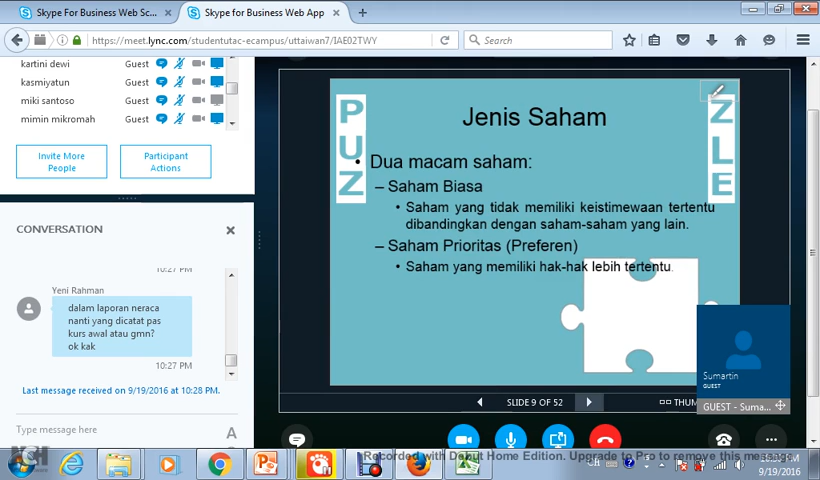 Skype For Business Web Sc...
Skype for Business Web App
https://meet.lync.com/studentutac-ecampus/uttaiwan7/IAE02TWY
Search
kartini dewi Guest
kasmiyatun Guest
miki santoso Guest
mimin mikromah Guest
Invite More
People
Participant
Actions
CONVERSATION
10:27 PM
Yeni Rahman
dalam laporan neraca
nanti yang dicatat pas
kurs awal atau gmn?
ok kak
10:27 PM
Last message received on 9/19/2016 at 10:28 PM.
Type message here
PUZ
ZLE
Jenis Saham
• Dua macam saham:
– Saham Biasa
• Saham yang tidak memiliki keistimewaan tertentu
dibandingkan dengan saham-saham yang lain.
– Saham Prioritas (Preferen)
• Saham yang memiliki hak-hak lebih tertentu.
Sumartin
GUEST
GUEST - Suma...
SLIDE 9 OF 52
THUM
Recorded with Debut Home Edition. Upgrade to Pro to remove this message
CH
9/19/2016